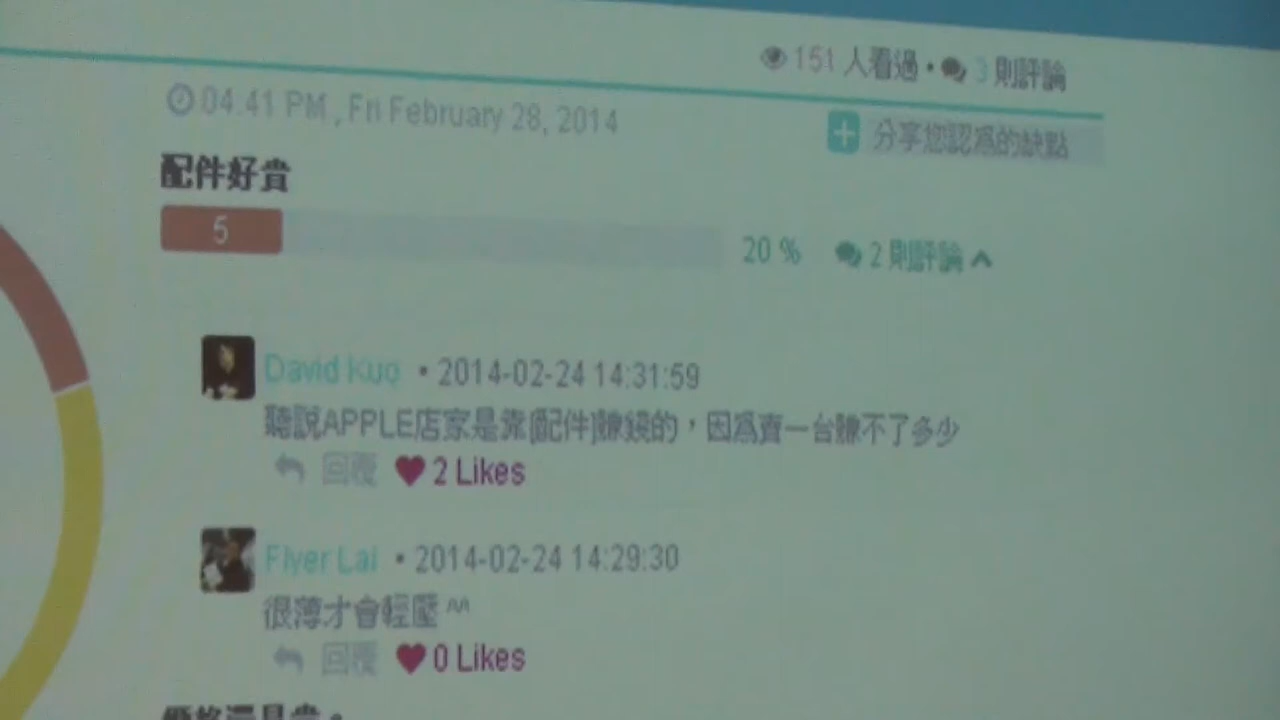 151 人看過 • 3 則評論
04.41 PM , Fri February 28, 2014
分享您認為的缺點
配件好貴
5
20 %
2 則評論
David Kuo • 2014-02-24 14:31:59
聽說APPLE店家是靠[配件]賺錢的，因為賣一台賺不了多少
回覆 2 Likes
Flyer Lai • 2014-02-24 14:29:30
很薄才會輕壓 ^^
回覆 0 Likes